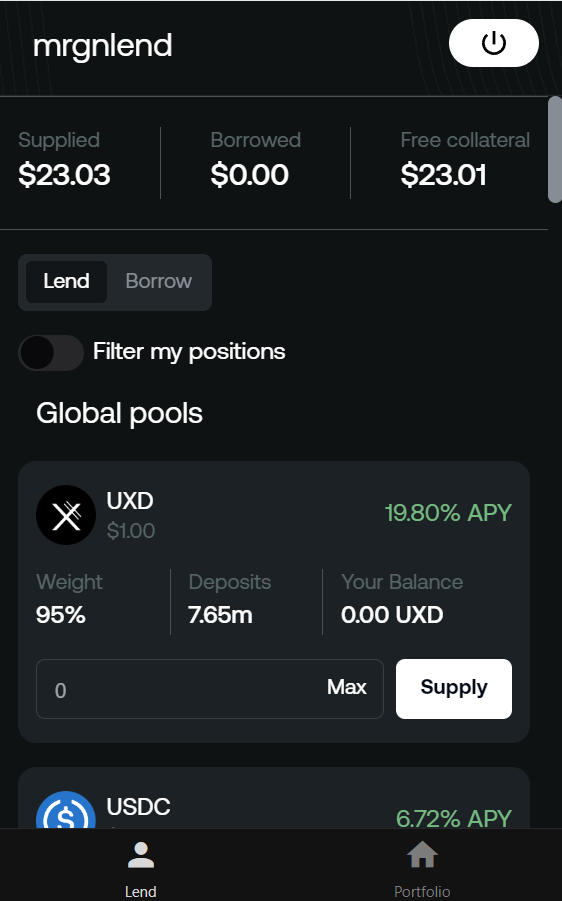 mrgnlend
Supplied Borrowed Free collateral
$23.03 $0.00 $23.01
Lend Borrow
Filter my positions
Global pools
UXD
$1.00
19.80% APY
Weight Deposits Your Balance
95% 7.65m 0.00 UXD
0 Max Supply
USDC
6.72% APY
Lend Portfolio